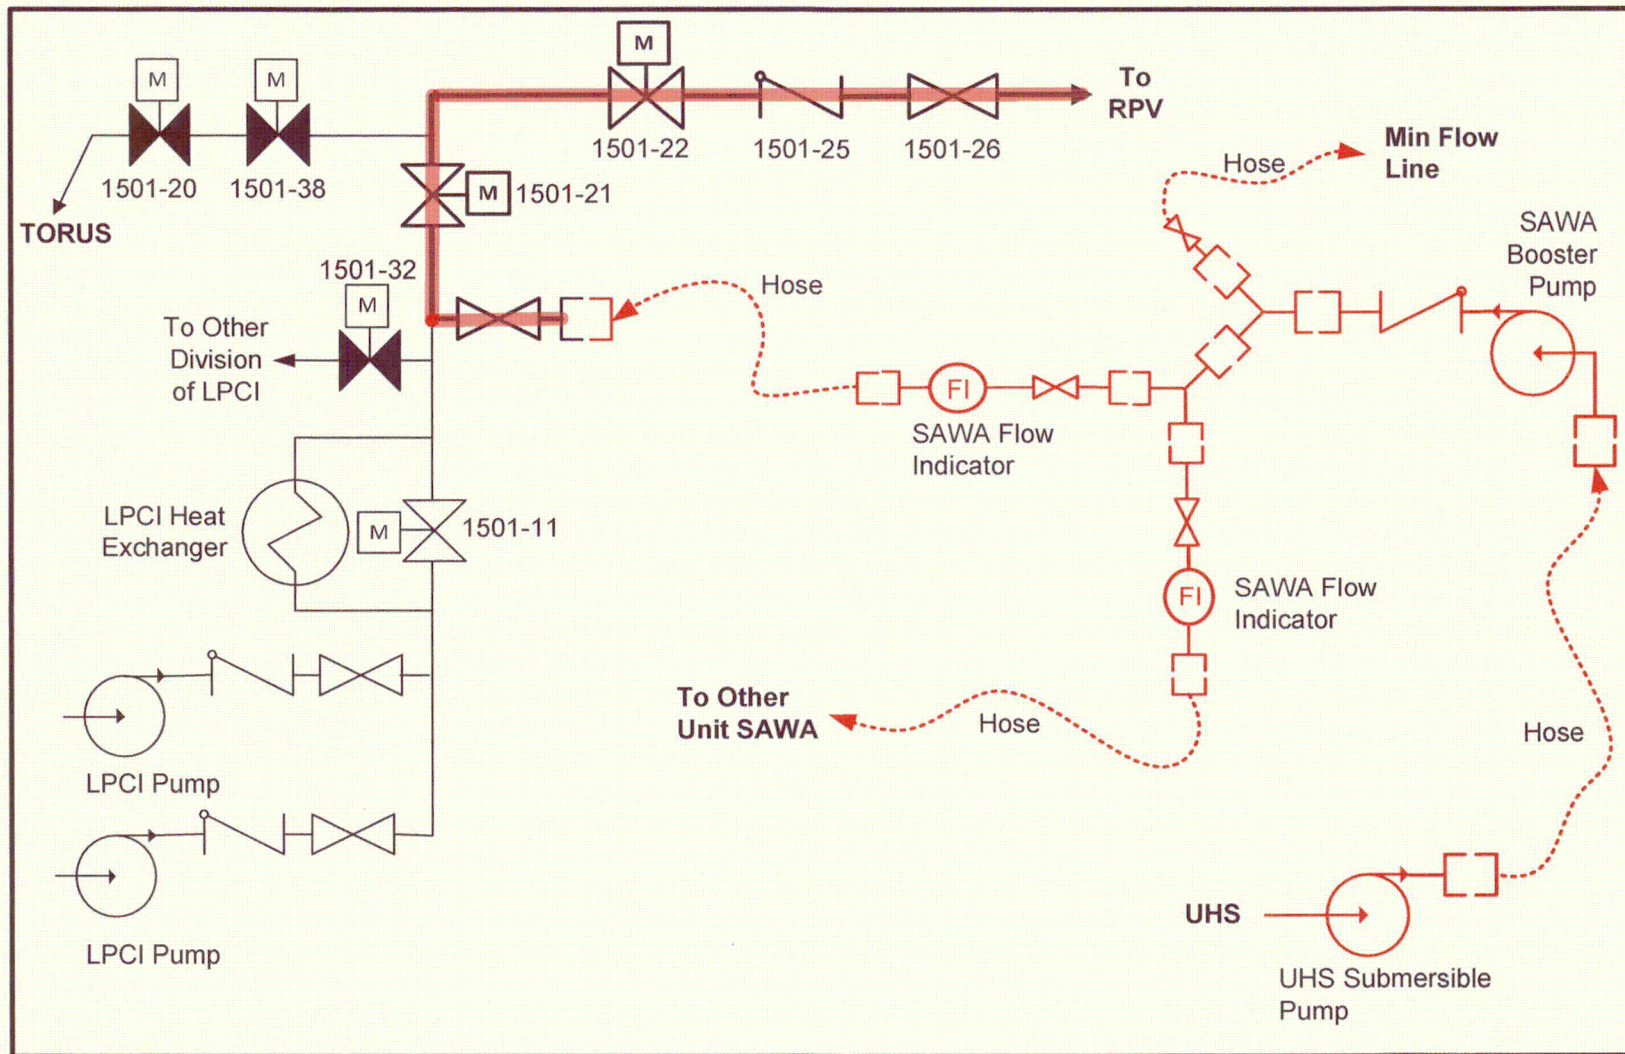 M
M
M
To
RPV
1501-20
1501-38
1501-22
1501-25
1501-26
Hose
Min Flow
Line
M
1501-21
TORUS
SAWA
Booster
Pump
1501-32
M
Hose
To Other
Division
of LPCI
FI
SAWA Flow
Indicator
LPCI Heat
Exchanger
M
1501-11
FI
SAWA Flow
Indicator
To Other
Unit SAWA
Hose
Hose
LPCI Pump
LPCI Pump
UHS
UHS Submersible
Pump